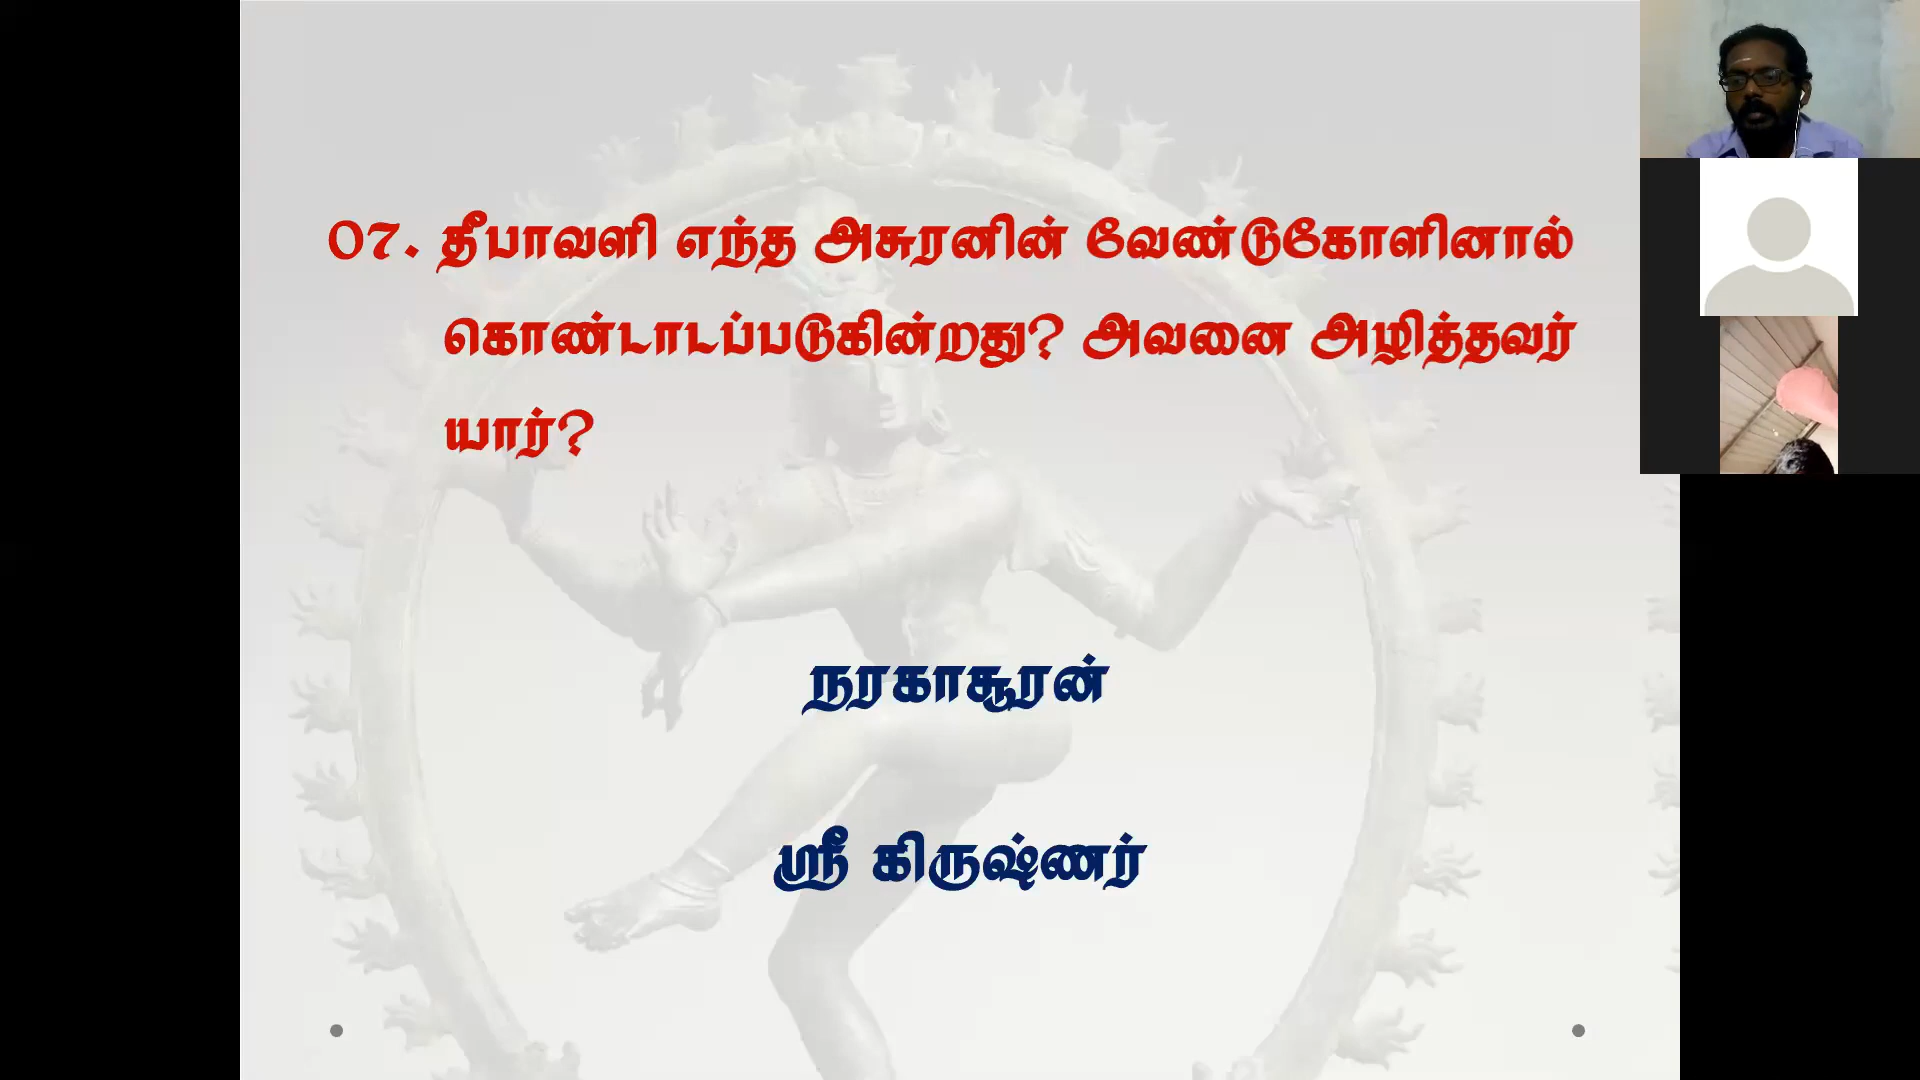 07. தீபாவளி எந்த அசுரனின் வேண்டுகோளினால்
கொண்டாடப்படுகின்றது? அவனை அழித்தவர்
யார்?
நரகாசூரன்
ஸ்ரீ கிருஷ்ணர்